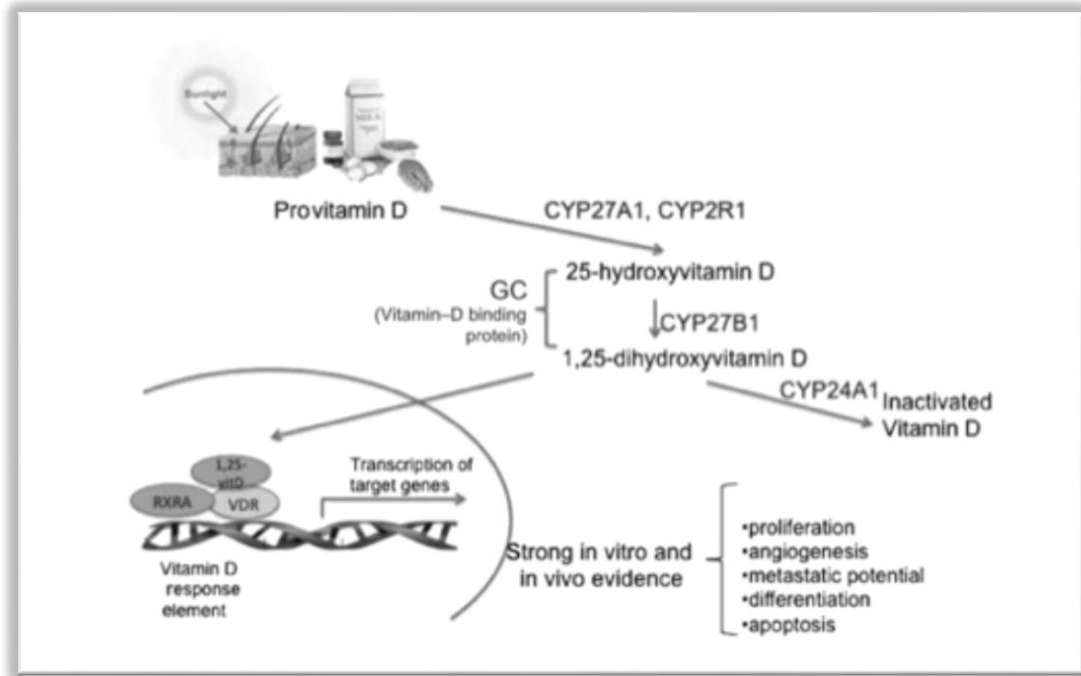 Sunlight
MILK
Provitamin D
CYP27A1, CYP2R1
25-hydroxyvitamin D
GC
(Vitamin–D binding
protein)
CYP27B1
1,25-dihydroxyvitamin D
CYP24A1
Inactivated
Vitamin D
1,25-
vitD
RXRA
VDR
Transcription of
target genes
Vitamin D
response
element
Strong in vitro and
in vivo evidence
•proliferation
•angiogenesis
•metastatic potential
•differentiation
•apoptosis